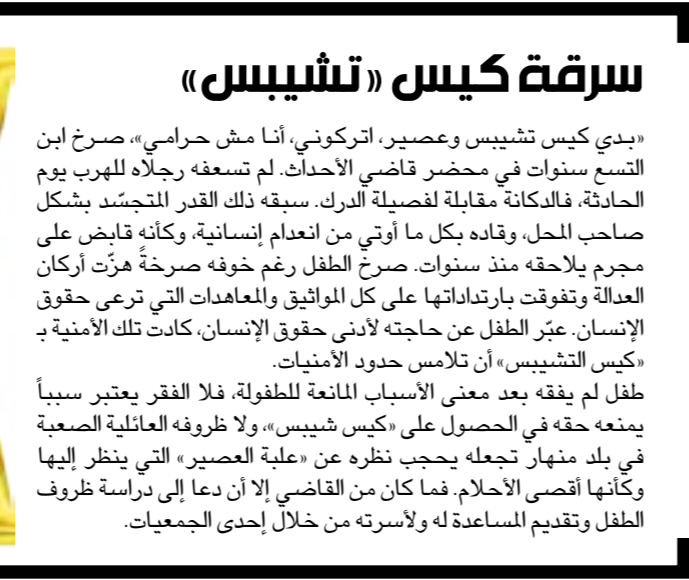 سرقة كيس «تشيبس»
«بدي كيس تشيبس وعصير، اتركوني، أنا مش حرامي»، صرخ ابن
التسع سنوات في محضر قاضي الأحداث. لم تسعفه رجلاه للهرب يوم
الحادثة، فالدكانة مقابلة لفصيلة الدرك. سبقه ذلك القدر المتجسّد بشكل
صاحب المحل، وقاده بكل ما أوتي من انعدام إنسانية، وكأنه قابض على
مجرم يلاحقه منذ سنوات. صرخ الطفل رغم خوفه صرخةً هزّت أركان
العدالة وتفوقت بارتداداتها على كل المواثيق والمعاهدات التي ترعى حقوق
الإنسان. عبّر الطفل عن حاجته لأدنى حقوق الإنسان، كادت تلك الأمنية بـ
«كيس التشيبس» أن تلامس حدود الأمنيات.
طفل لم يفقه بعد معنى الأسباب المانعة للطفولة، فلا الفقر يعتبر سبباً
يمنعه حقه في الحصول على «كيس شيبس»، ولا ظروفه العائلية الصعبة
في بلد منهار تجعله يحجب نظره عن «علبة العصير» التي ينظر إليها
وكأنها أقصى الأحلام. فما كان من القاضي إلا أن دعا إلى دراسة ظروف
الطفل وتقديم المساعدة له ولأسرته من خلال إحدى الجمعيات.